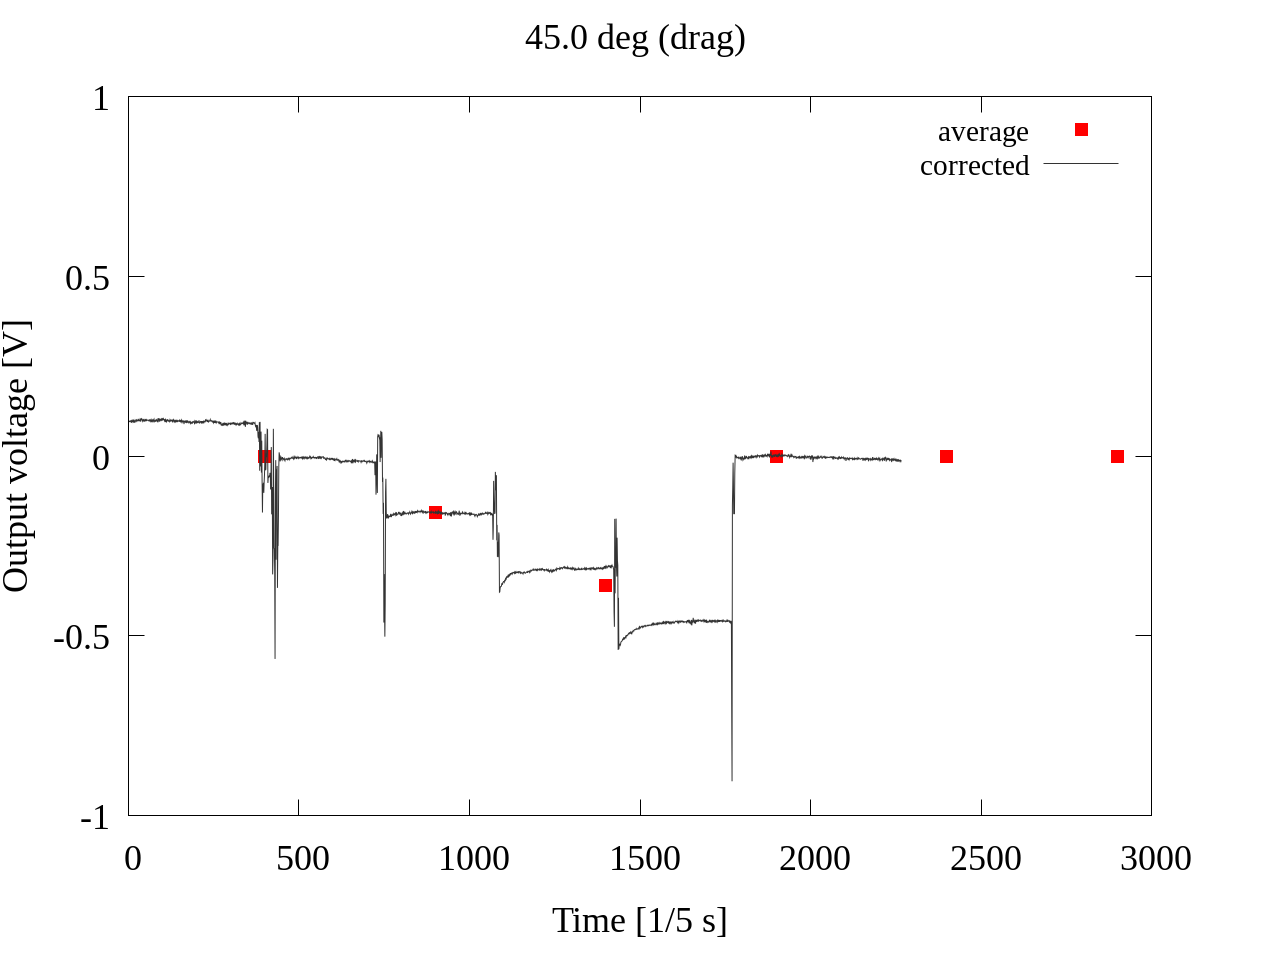 45.0 deg (drag)
average
corrected
1
0.5
0
-0.5
-1
Output voltage [V]
0 500 1000 1500 2000 2500 3000
Time [1/5 s]